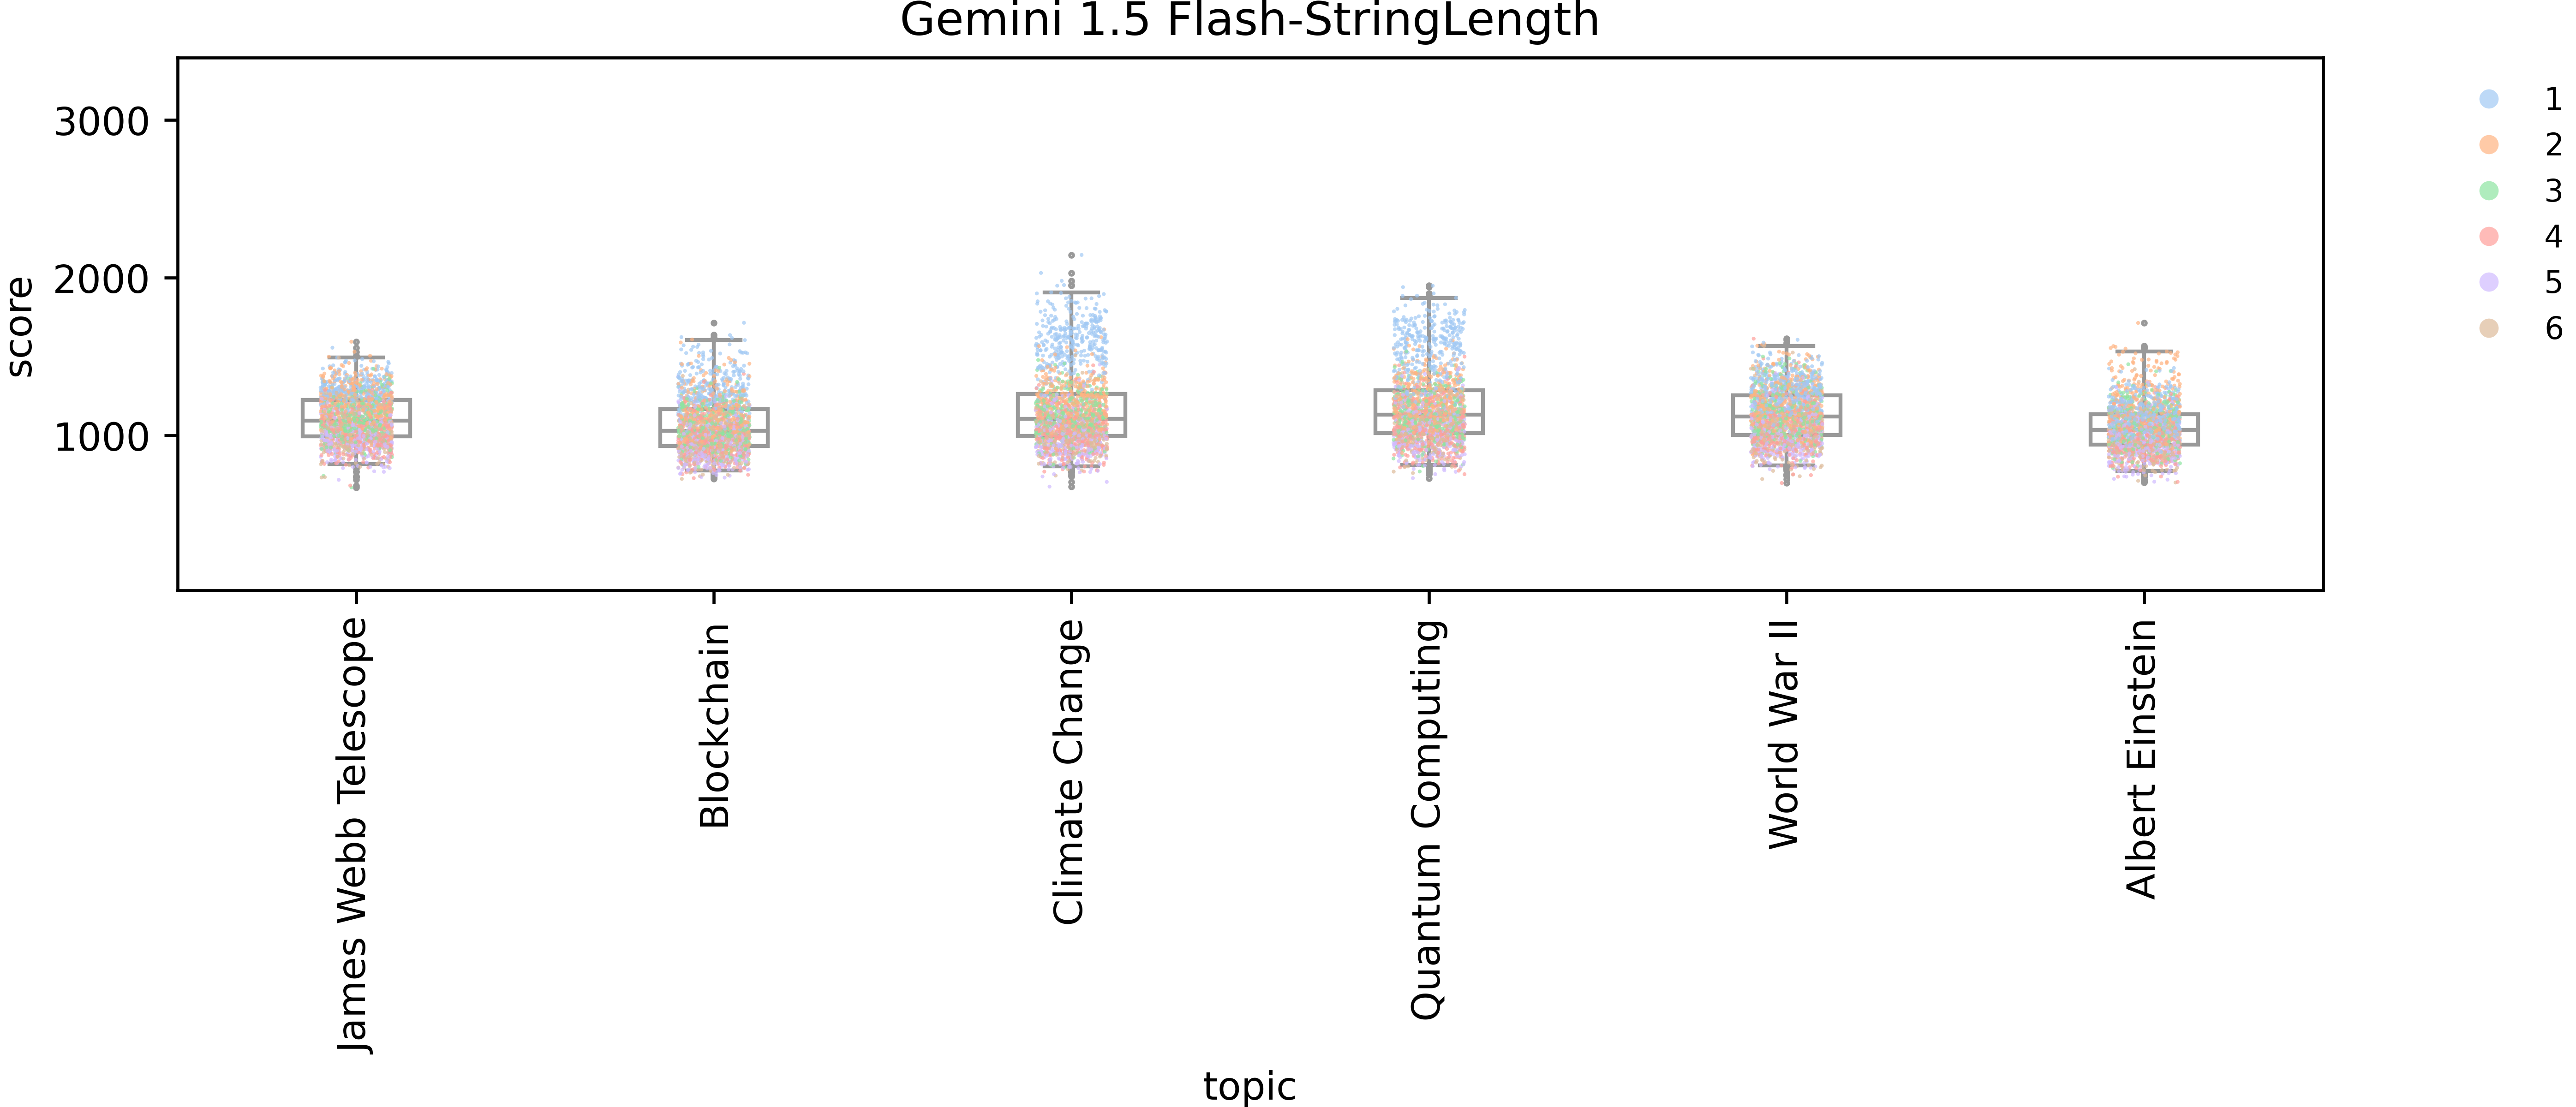 Gemini 1.5 Flash-StringLength
score
3000
2000
1000
James Webb Telescope
Blockchain
Climate Change
Quantum Computing
World War II
Albert Einstein
topic
1
2
3
4
5
6